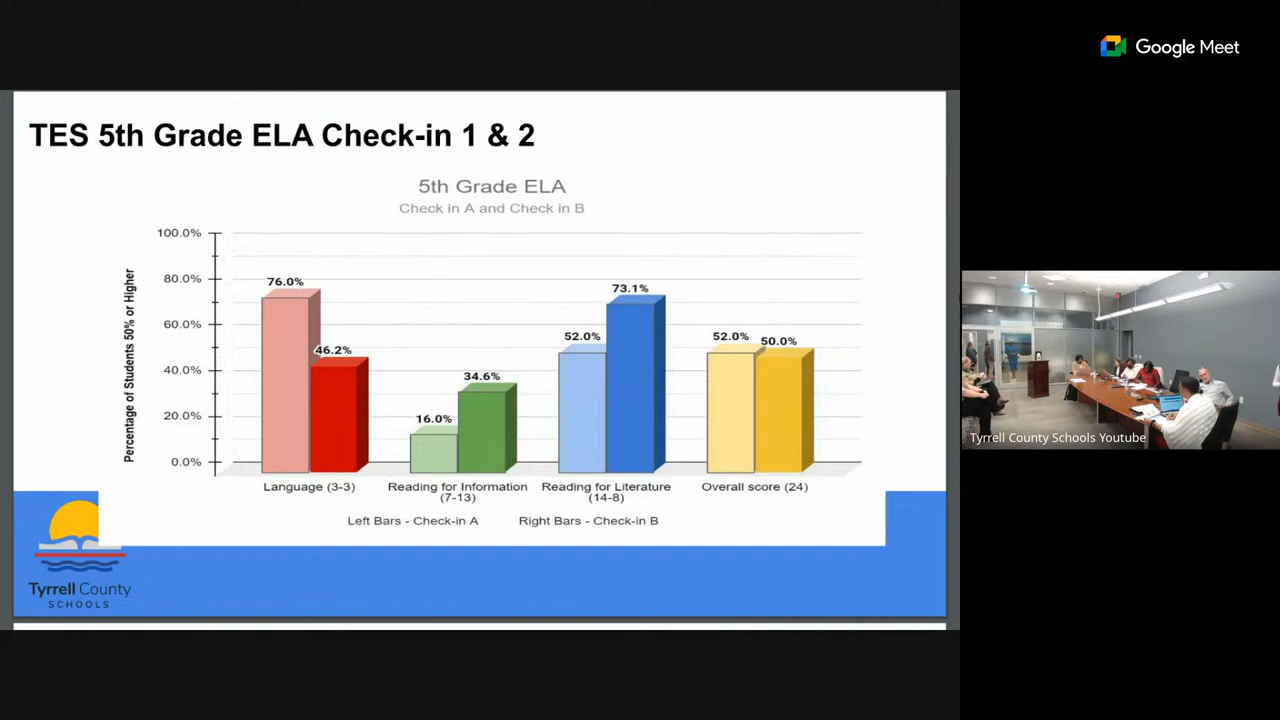 Google Meet
TES 5th Grade ELA Check-in 1 & 2
5th Grade ELA
Check in A and Check in B
Percentage of Students 50% or Higher
100.0%
80.0%
60.0%
40.0%
20.0%
0.0%
76.0%
46.2%
16.0%
34.6%
52.0%
73.1%
52.0%
50.0%
Language (3-3)
Reading for Information
(7-13)
Reading for Literature
(14-8)
Overall score (24)
Left Bars - Check-in A
Right Bars - Check-in B
Tyrrell County
SCHOOLS
Tyrrell County Schools Youtube